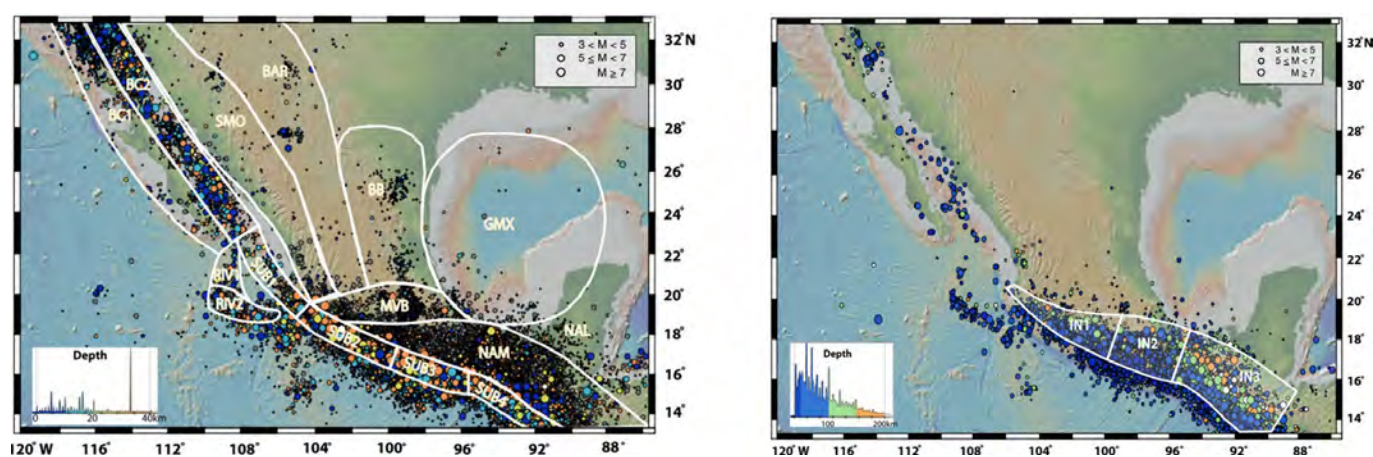 3 < M < 5
5 ≤ M < 7
M ≥ 7
32°N
30°
28°
26°
24°
22°
20°
18°
16°
14°
BAR
BC2
BC1
SMO
BB
GMX
SUB1
RIV1
RIV2
MVB
NAL
SUB2
NAM
SUB3
SUB4
Depth
0 20 40km
120° W 116° 112° 108° 104° 100° 96° 92° 88°
3 < M < 5
5 ≤ M < 7
M ≥ 7
32°N
30°
28°
26°
24°
22°
20°
18°
16°
14°
IN1
IN2
IN3
Depth
100 200km
120° W 116° 112° 108° 104° 100° 96° 92° 88°